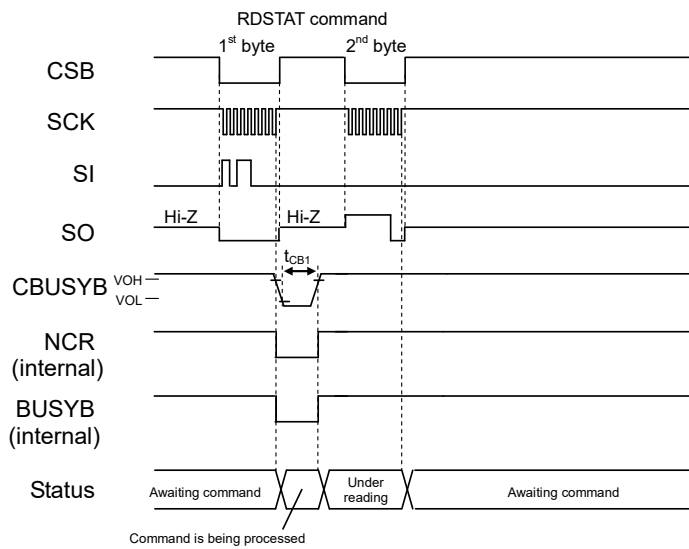 RDSTAT command
1st byte
2nd byte
CSB
SCK
SI
SO
Hi-Z
Hi-Z
tCB1
CBUSYB
VOH
VOL
NCR
(internal)
BUSYB
(internal)
Status
Awaiting command
Under
reading
Awaiting command
Command is being processed